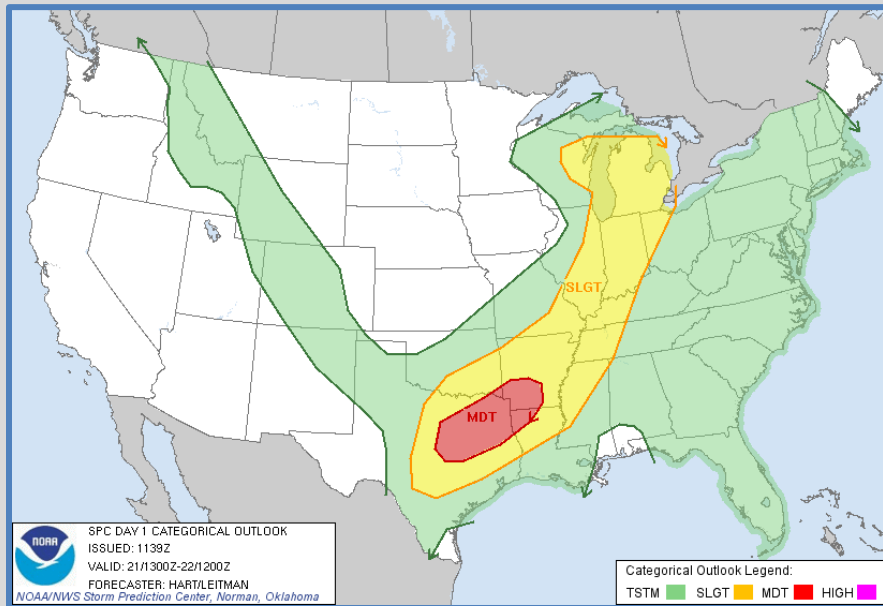 SLGT
MDT
NOAA
SPC DAY 1 CATEGORICAL OUTLOOK
ISSUED: 1139Z
VALID: 21/1300Z-22/1200Z
FORECASTER: HART/LEITMAN
NOAA/NWS Storm Prediction Center, Norman, Oklahoma
Categorical Outlook Legend:
TSTM SLGT MDT HIGH